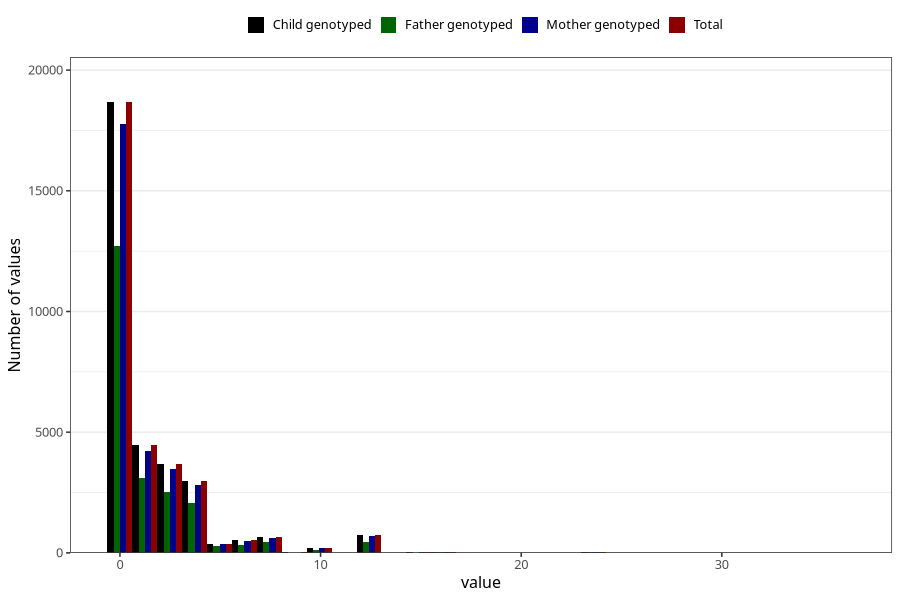 Child genotyped Father genotyped Mother genotyped Total
20000
15000
10000
5000
0
Number of values
0 10 20 30
value